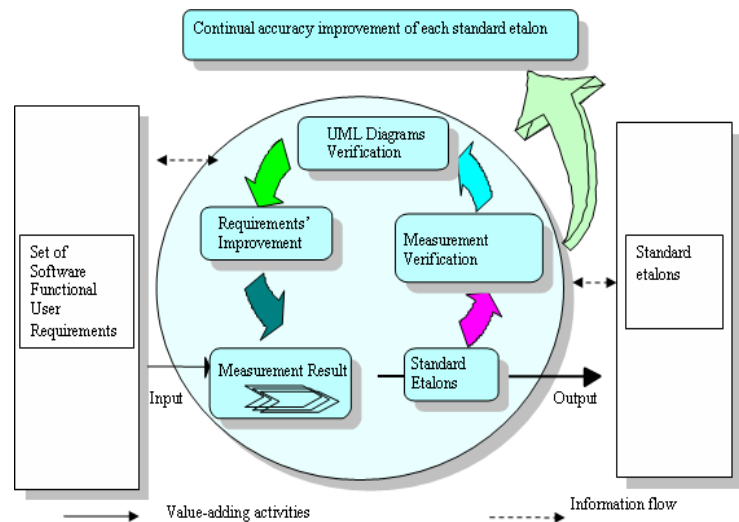 Continual accuracy improvement of each standard etalon
UML Diagrams
Verification
Requirements'
Improvement
Measurement
Verification
Set of
Software
Functional
User
Requirements
Standard
etalons
Measurement Result
Standard
Etalons
Input
Output
Value-adding activities
Information flow